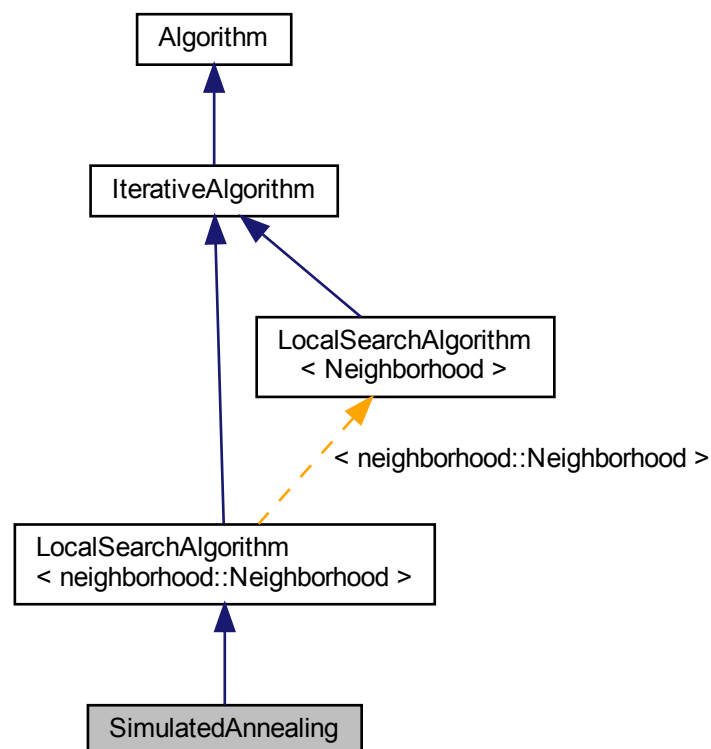 Algorithm
IterativeAlgorithm
LocalSearchAlgorithm
< Neighborhood >
< neighborhood::Neighborhood >
LocalSearchAlgorithm
< neighborhood::Neighborhood >
SimulatedAnnealing